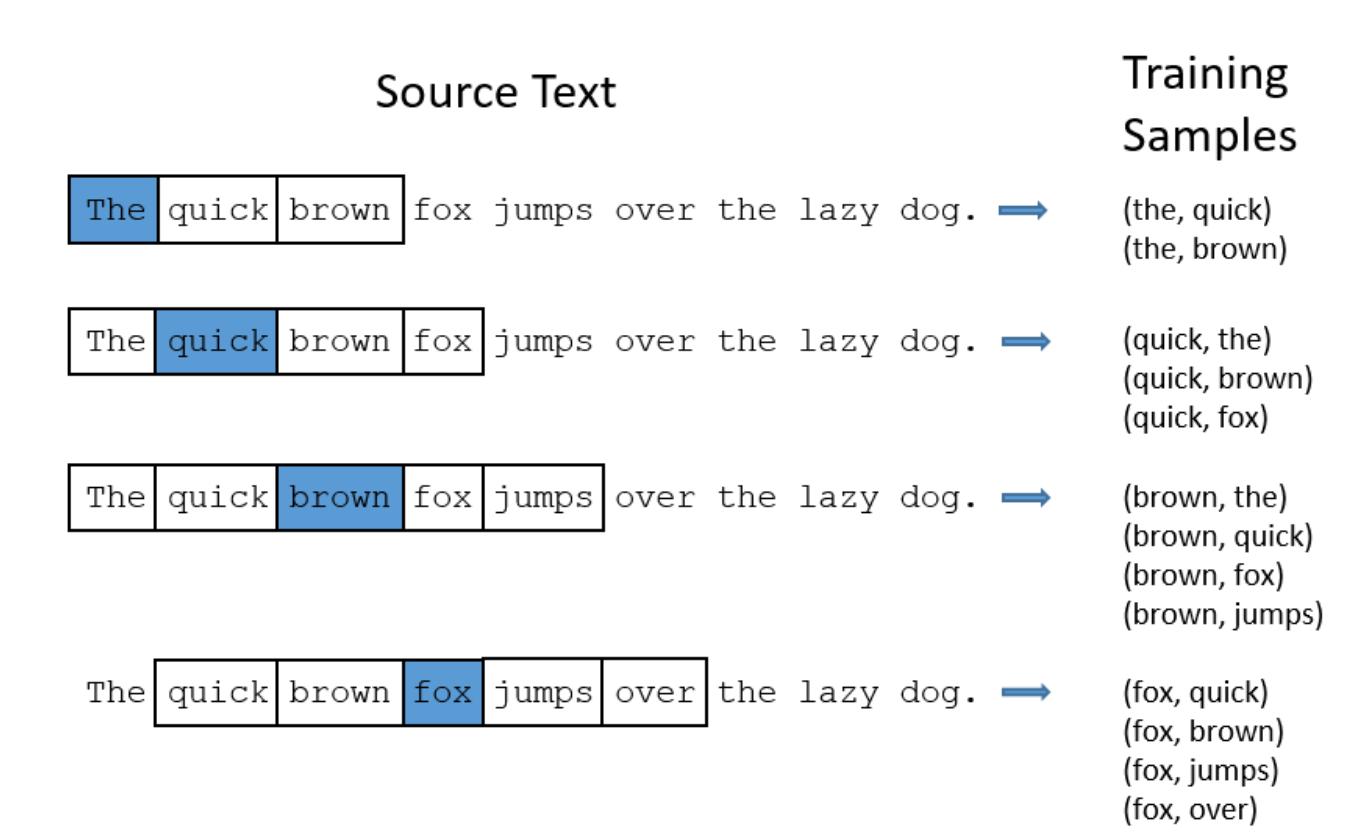 Source Text
Training
Samples
The quick brown fox jumps over the lazy dog.
(the, quick)
(the, brown)
The quick brown fox jumps over the lazy dog.
(quick, the)
(quick, brown)
(quick, fox)
The quick brown fox jumps over the lazy dog.
(brown, the)
(brown, quick)
(brown, fox)
(brown, jumps)
The quick brown fox jumps over the lazy dog.
(fox, quick)
(fox, brown)
(fox, jumps)
(fox, over)